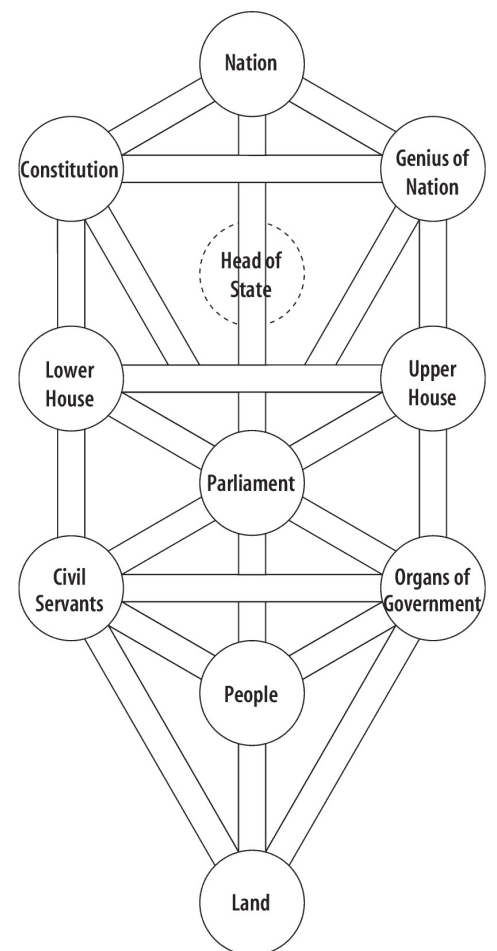 Nation
Constitution
Genius of
Nation
Head of
State
Lower
House
Upper
House
Parliament
Civil
Servants
Organs of
Government
People
Land